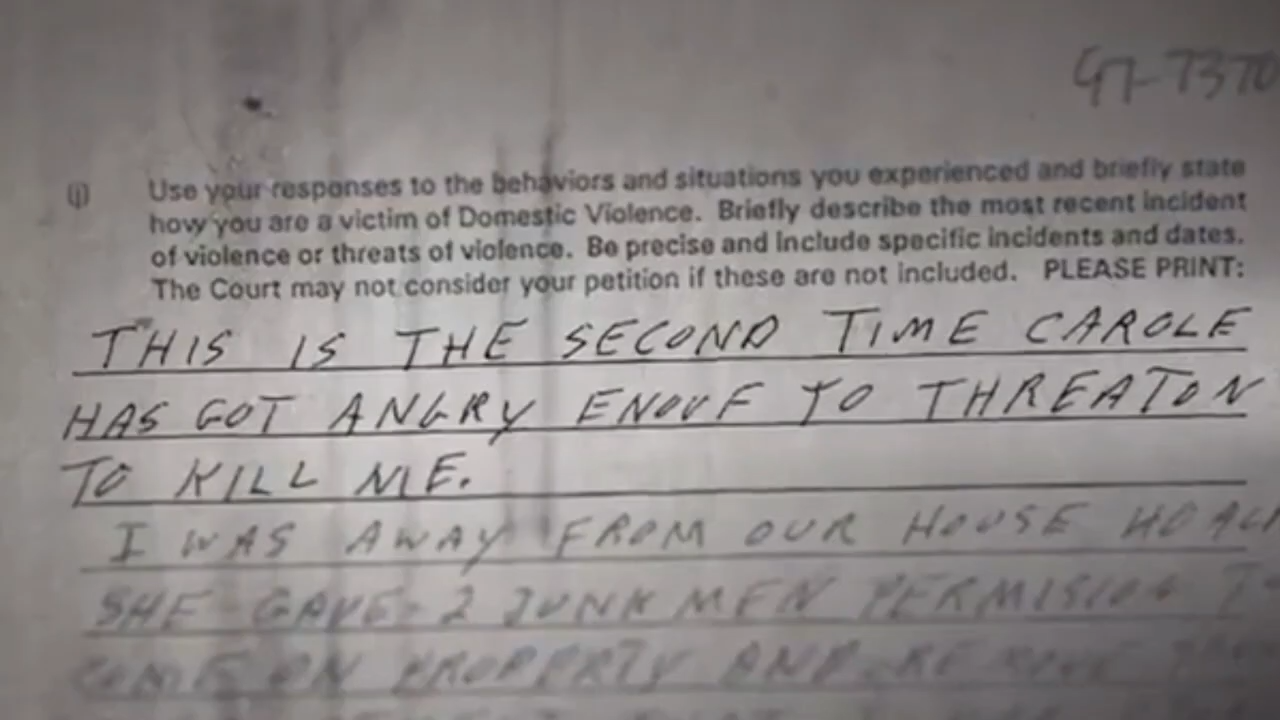 97-7370
(i) Use your responses to the behaviors and situations you experienced and briefly state
how you are a victim of Domestic Violence. Briefly describe the most recent incident
of violence or threats of violence. Be precise and include specific incidents and dates.
The Court may not consider your petition if these are not included. PLEASE PRINT:
THIS IS THE SECOND TIME CAROLE
HAS GOT ANGRY ENOUF TO THREATON
TO KILL ME.
I WAS AWAY FROM OUR HOUSE
SHE GAVE 2 JUNK MEN PERMISION
COME ON PROPERTY AND REMOVE